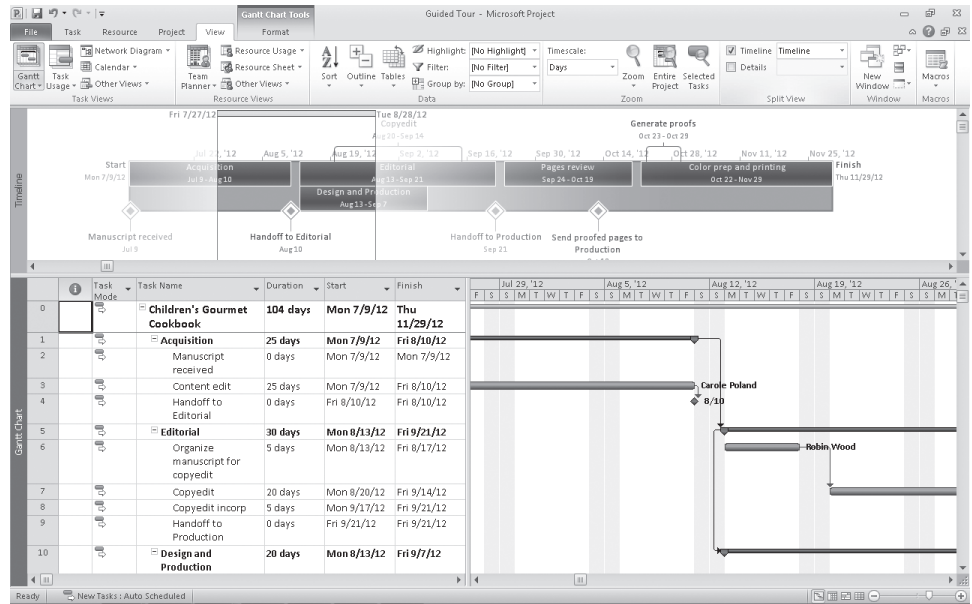 Gantt Chart Tools
Guided Tour - Microsoft Project
File Task Resource Project View Format
Gantt Chart
Task Usage
Network Diagram
Calendar
Other Views
Task Views
Team Planner
Resource Usage
Resource Sheet
Other Views
Resource Views
Sort
Outline
Tables
Highlight: [No Highlight]
Filter: [No Filter]
Group by: [No Group]
Data
Timescale:
Days
Zoom
Entire Project
Selected Tasks
Zoom
Timeline Timeline
Details
Split View
New Window
Window
Macros
Macros
Timeline
Fri 7/27/12 Tue 8/28/12
Copyedit
Aug 20 - Sep 14
Generate proofs
Oct 23 - Oct 29
Jul 22, '12 Aug 5, '12 Aug 19, '12 Sep 2, '12 Sep 16, '12 Sep 30, '12 Oct 14, '12 Oct 28, '12 Nov 11, '12 Nov 25, '12
Start
Mon 7/9/12
Acquisition
Jul 9 - Aug 10
Editorial
Aug 13 - Sep 21
Pages review
Sep 24 - Oct 19
Color prep and printing
Oct 22 - Nov 29
Finish
Thu 11/29/12
Design and Production
Aug 13 - Sep 7
Manuscript received
Jul 9
Handoff to Editorial
Aug 10
Handoff to Production
Sep 21
Send proofed pages to
Production
Gantt Chart
Task Mode Task Name Duration Start Finish
0 Children's Gourmet Cookbook 104 days Mon 7/9/12 Thu 11/29/12
1 Acquisition 25 days Mon 7/9/12 Fri 8/10/12
2 Manuscript received 0 days Mon 7/9/12 Mon 7/9/12
3 Content edit 25 days Mon 7/9/12 Fri 8/10/12
4 Handoff to Editorial 0 days Fri 8/10/12 Fri 8/10/12
5 Editorial 30 days Mon 8/13/12 Fri 9/21/12
6 Organize manuscript for copyedit 5 days Mon 8/13/12 Fri 8/17/12
7 Copyedit 20 days Mon 8/20/12 Fri 9/14/12
8 Copyedit incorp 5 days Mon 9/17/12 Fri 9/21/12
9 Handoff to Production 0 days Fri 9/21/12 Fri 9/21/12
10 Design and Production 20 days Mon 8/13/12 Fri 9/7/12
Jul 29, '12 Aug 5, '12 Aug 12, '12 Aug 19, '12 Aug 26, '
F S S M T W T F S S M T W T F S S M T W T F S S M T W T F S S M T
Carole Poland
8/10
Robin Wood
Ready New Tasks : Auto Scheduled